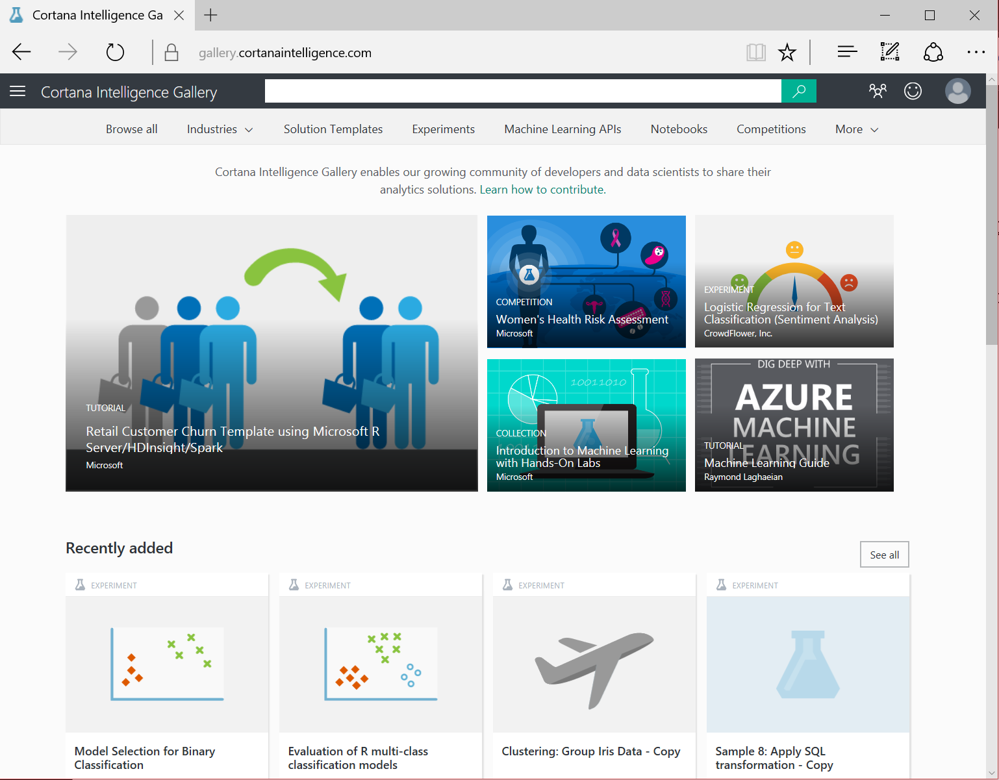 Cortana Intelligence Ga
gallery.cortanaintelligence.com
Cortana Intelligence Gallery
Browse all Industries Solution Templates Experiments Machine Learning APIs Notebooks Competitions More
Cortana Intelligence Gallery enables our growing community of developers and data scientists to share their
analytics solutions. Learn how to contribute.
TUTORIAL
Retail Customer Churn Template using Microsoft R
Server/HDInsight/Spark
Microsoft
COMPETITION
Women's Health Risk Assessment
Microsoft
EXPERIMENT
Logistic Regression for Text
Classification (Sentiment Analysis)
CrowdFlower, Inc.
10011010
COLLECTION
Introduction to Machine Learning
with Hands-On Labs
Microsoft
DIG DEEP WITH
AZURE
MACHINE
LEARNING
TUTORIAL
Machine Learning Guide
Raymond Laghaeian
Recently added
See all
EXPERIMENT
Model Selection for Binary
Classification
EXPERIMENT
Evaluation of R multi-class
classification models
EXPERIMENT
Clustering: Group Iris Data - Copy
EXPERIMENT
Sample 8: Apply SQL
transformation - Copy